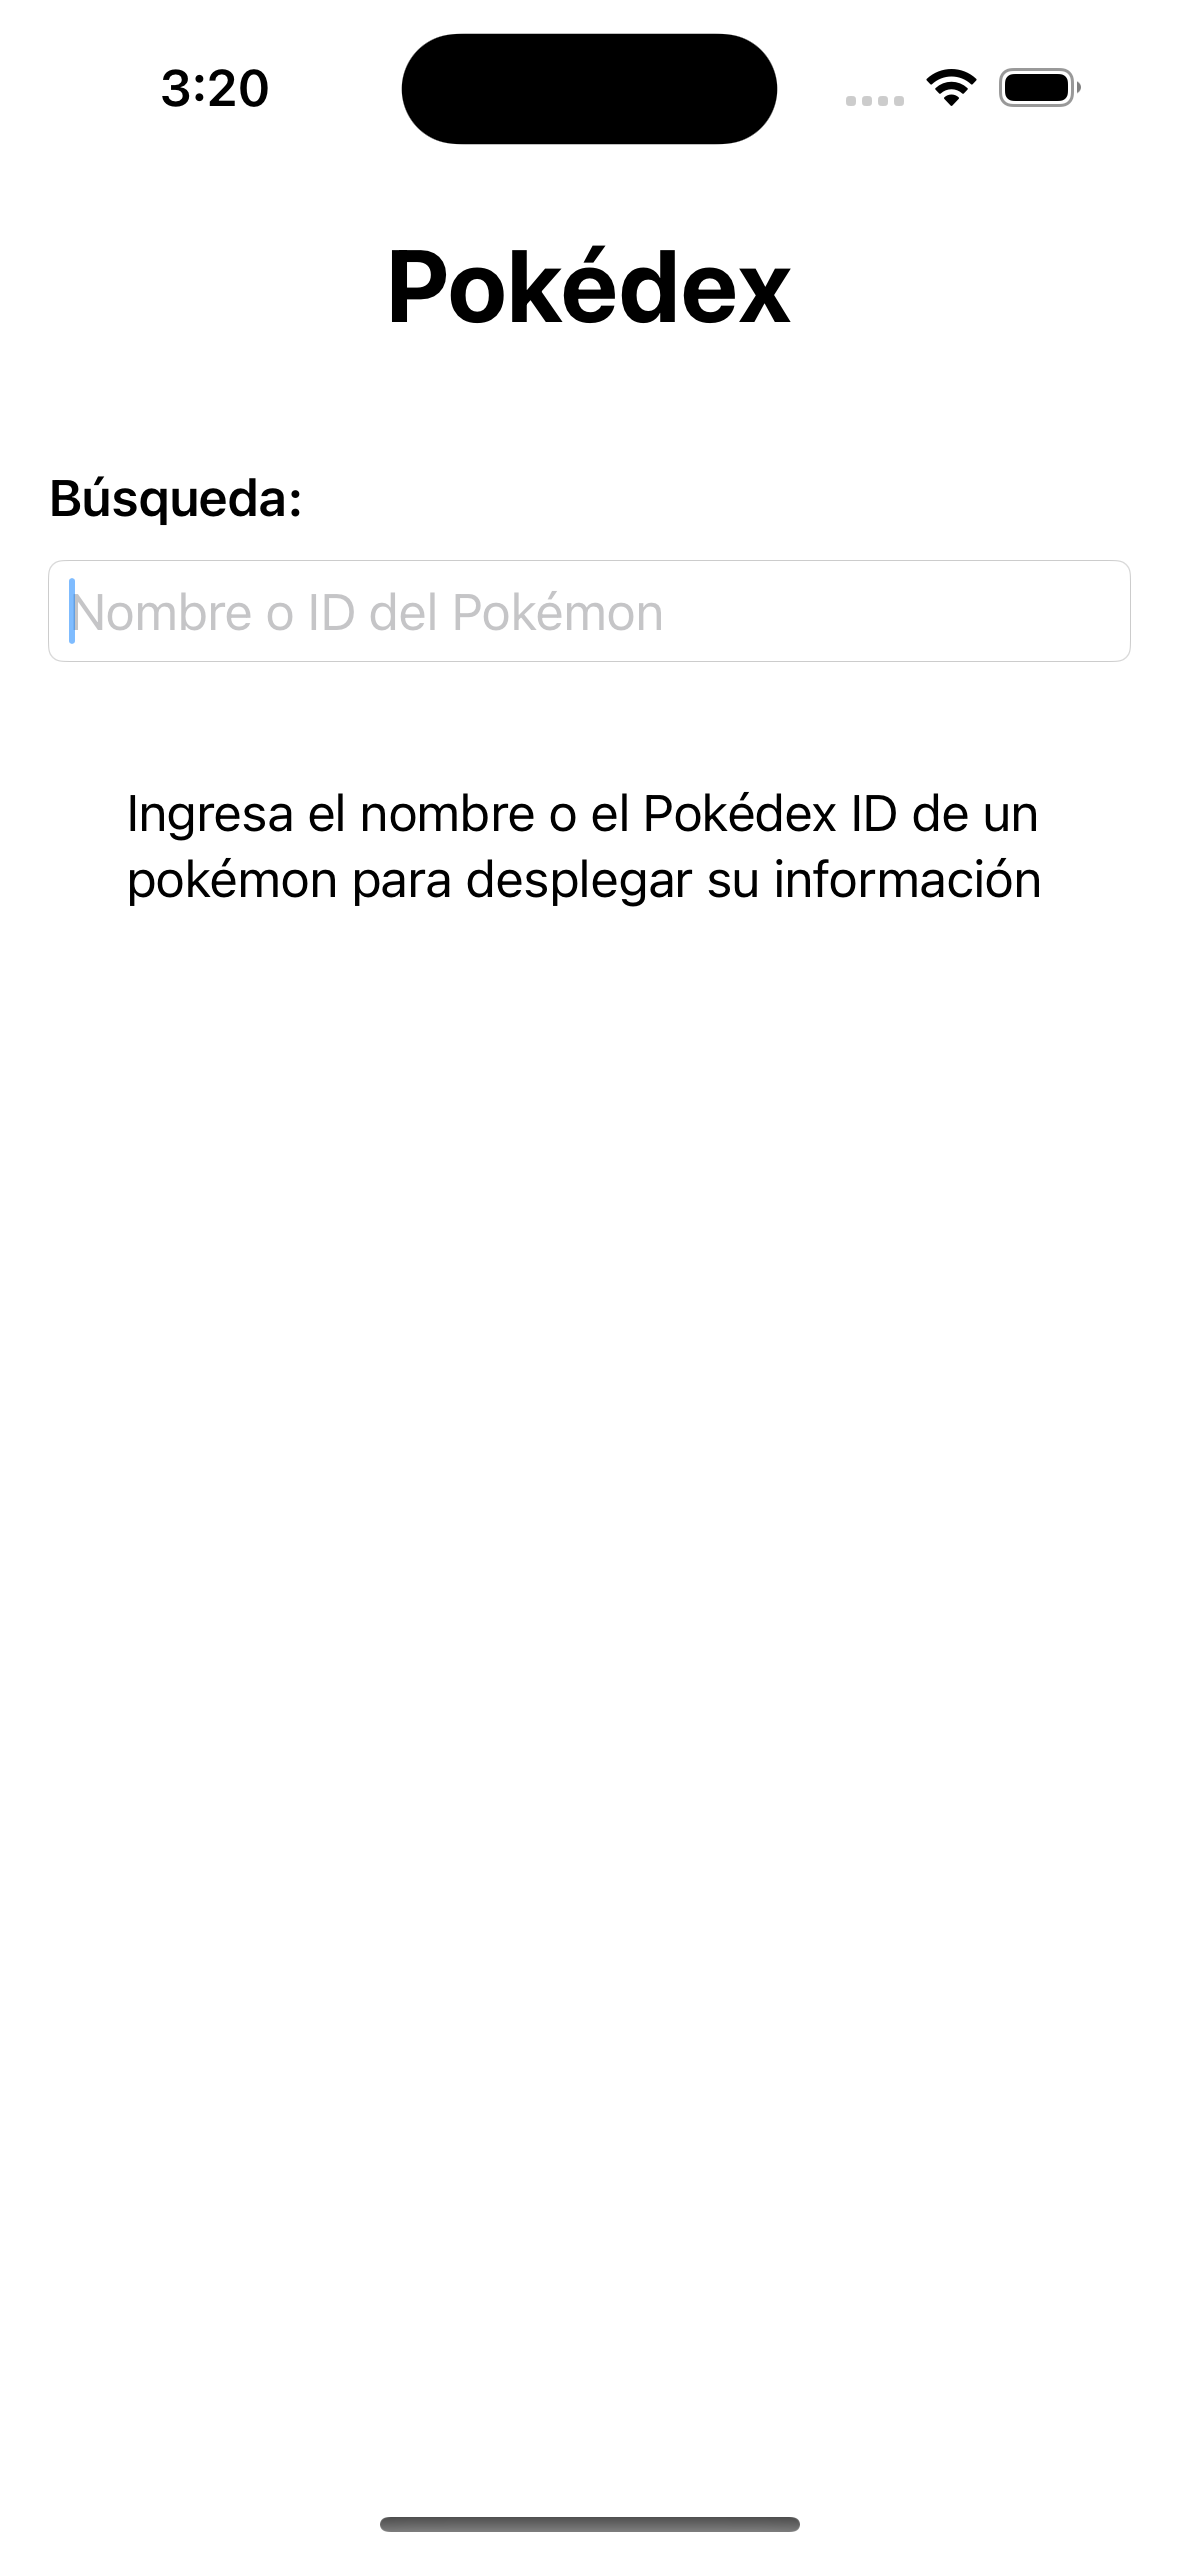 3:20
Pokédex
Búsqueda:
Nombre o ID del Pokémon
Ingresa el nombre o el Pokédex ID de un
pokémon para desplegar su información